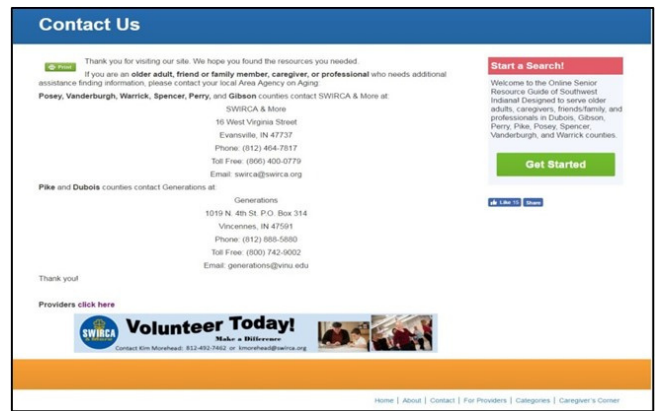 Contact Us
Print
Thank you for visiting our site. We hope you found the resources you needed.
If you are an older adult, friend or family member, caregiver, or professional who needs additional
assistance finding information, please contact your local Area Agency on Aging:
Posey, Vanderburgh, Warrick, Spencer, Perry, and Gibson counties contact SWIRCA & More at:
SWIRCA & More
16 West Virginia Street
Evansville, IN 47737
Phone: (812) 464-7817
Toll Free: (866) 400-0779
Email: swirca@swirca.org
Pike and Dubois counties contact Generations at:
Generations
1019 N. 4th St. P.O. Box 314
Vincennes, IN 47591
Phone: (812) 888-5880
Toll Free: (800) 742-9002
Email: generations@vinu.edu
Thank you!
Providers click here
SWIRCA
& More
Volunteer Today!
Make a Difference
Contact Kim Morehead: 812-492-7462 or kmorehead@swirca.org
Start a Search!
Welcome to the Online Senior
Resource Guide of Southwest
Indiana! Designed to serve older
adults, caregivers, friends/family, and
professionals in Dubois, Gibson,
Perry, Pike, Posey, Spencer,
Vanderburgh, and Warrick counties.
Get Started
Like 15 Share
Home | About | Contact | For Providers | Categories | Caregiver's Corner